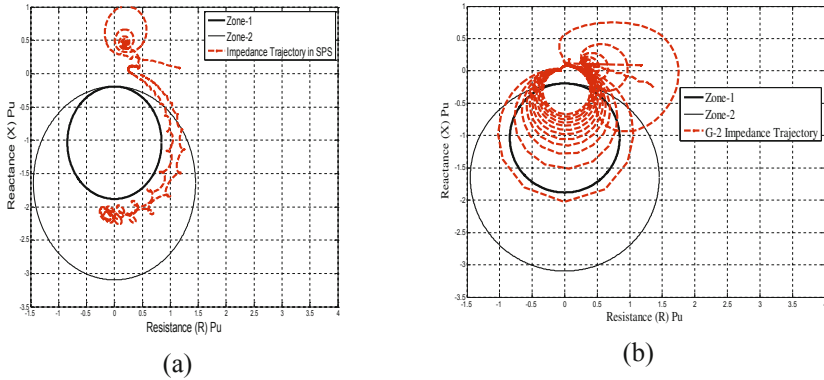 Zone-1
Zone-2
Impedance Trajectory in SPS
Reactance (X) Pu
1
0.5
0
-0.5
-1
-1.5
-2
-2.5
-3
-3.5
-1.5 -1 -0.5 0 0.5 1 1.5 2 2.5 3 3.5 4
Resistance (R) Pu
(a)
Zone-1
Zone-2
G-2 Impedance Trajectory
Reactance (X) Pu
1
0.5
0
-0.5
-1
-1.5
-2
-2.5
-3
-3.5
-1.5 -1 -0.5 0 0.5 1 1.5 2 2.5 3 3.5 4
Resistance (R) Pu
(b)